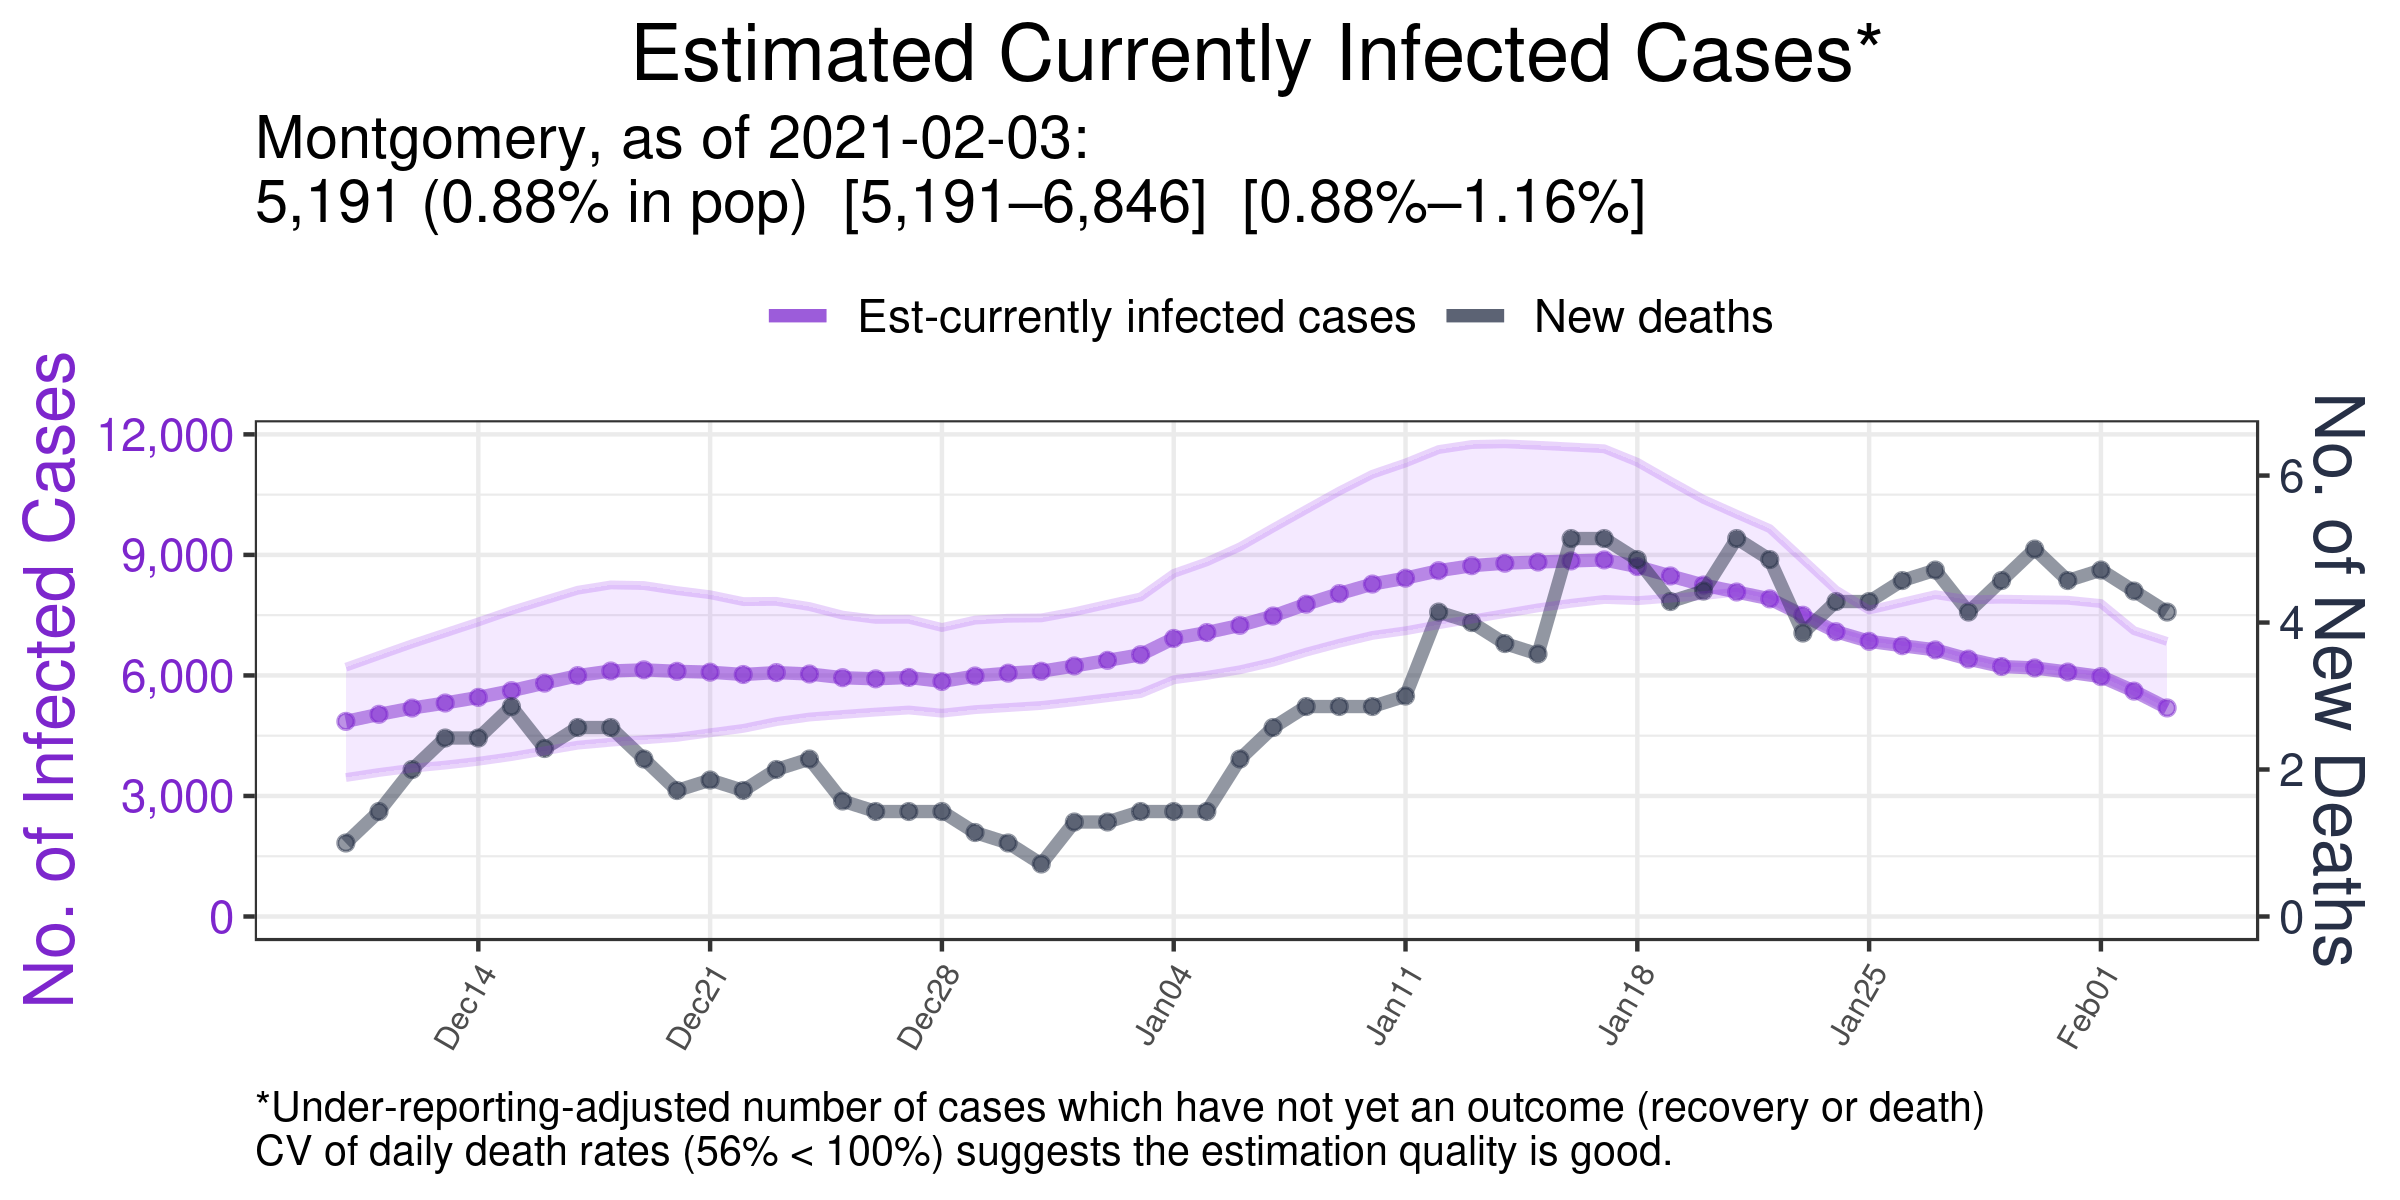 Estimated Currently Infected Cases*
Montgomery, as of 2021-02-03:
5,191 (0.88% in pop) [5,191–6,846] [0.88%–1.16%]
Est-currently infected cases
New deaths
No. of Infected Cases
12,000
9,000
6,000
3,000
0
6
4
2
0
No. of New Deaths
Dec14
Dec21
Dec28
Jan04
Jan11
Jan18
Jan25
Feb01
*Under-reporting-adjusted number of cases which have not yet an outcome (recovery or death)
CV of daily death rates (56% < 100%) suggests the estimation quality is good.